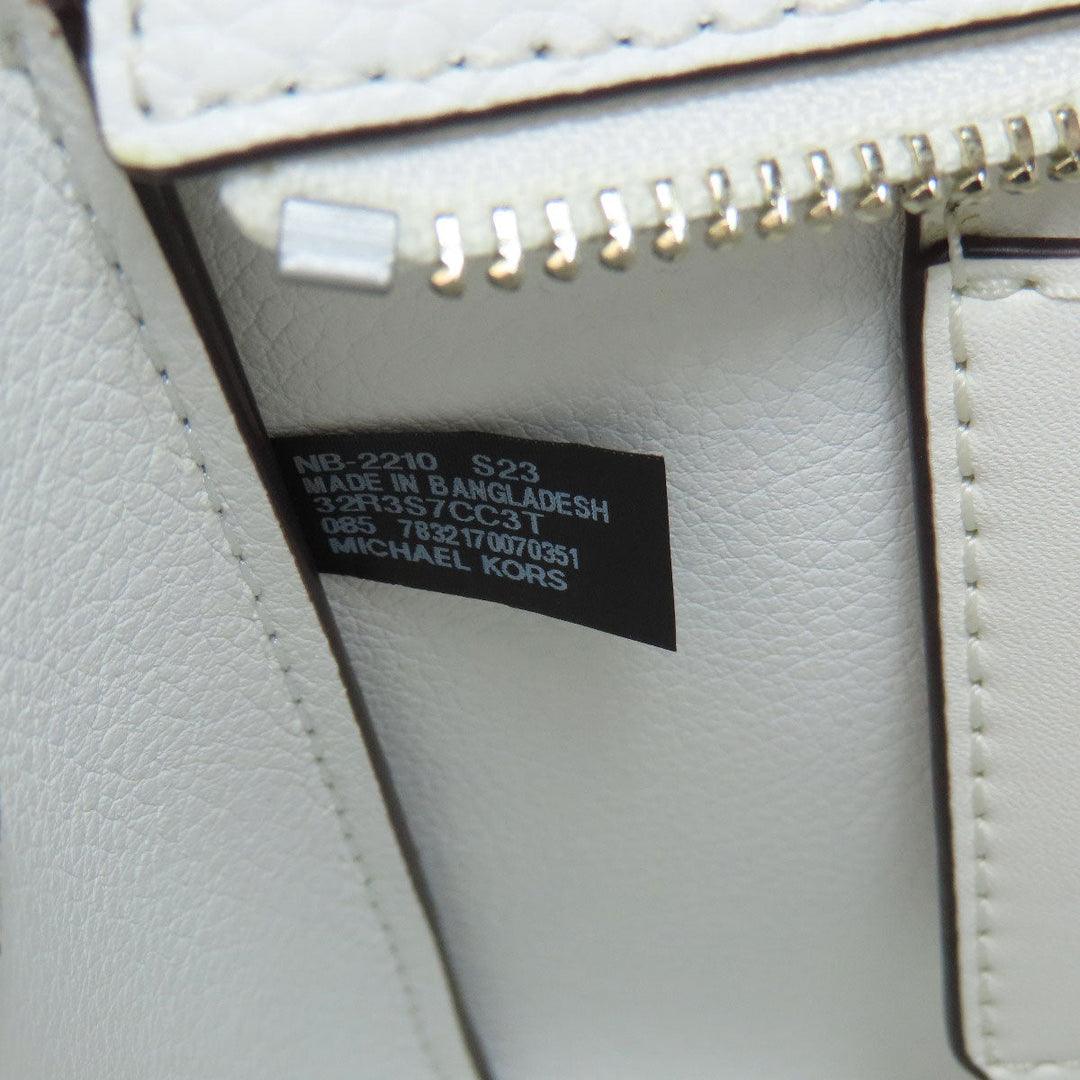 NB-2210 S23
MADE IN BANGLADESH
32R3S7CC3T
085 7832170070351
MICHAEL KORS